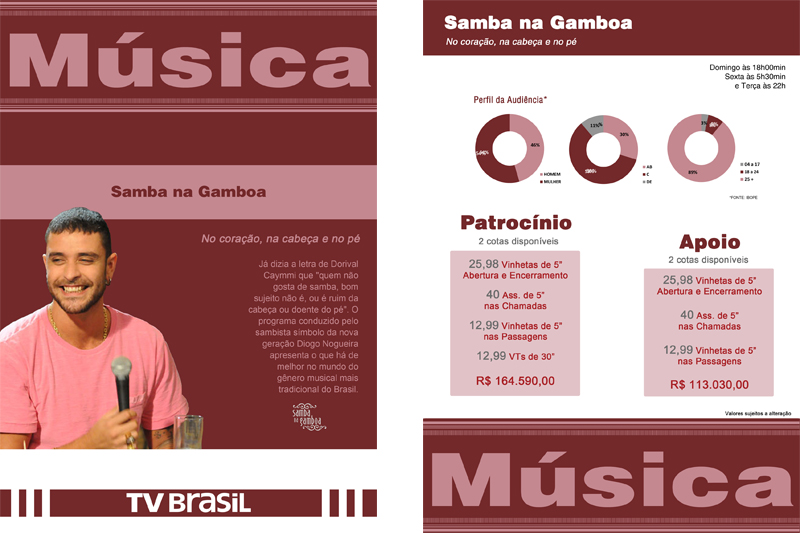 Música
Samba na Gamboa
No coração, na cabeça e no pé
Já dizia a letra de Dorival
Caymmi que "quem não
gosta de samba, bom
sujeito não é, ou é ruim da
cabeça ou doente do pé". O
programa conduzido pelo
sambista símbolo da nova
geração Diogo Nogueira
apresenta o que há de
melhor no mundo do
gênero musical mais
tradicional do Brasil.
samba
na
gamboa
TV BRASIL
Samba na Gamboa
No coração, na cabeça e no pé
Domingo às 18h00min
Sexta às 5h30min
e Terça às 22h
Perfil da Audiência*
46%
HOMEM
MULHER
30%
AB
C
DE
3%
89%
04 a 17
18 a 24
25 +
*FONTE: IBOPE
Patrocínio
2 cotas disponíveis
25,98 Vinhetas de 5"
Abertura e Encerramento
40 Ass. de 5"
nas Chamadas
12,99 Vinhetas de 5"
nas Passagens
12,99 VTs de 30"
R$ 164.590,00
Apoio
2 cotas disponíveis
25,98 Vinhetas de 5"
Abertura e Encerramento
40 Ass. de 5"
nas Chamadas
12,99 Vinhetas de 5"
nas Passagens
R$ 113.030,00
Valores sujeitos a alteração
Música